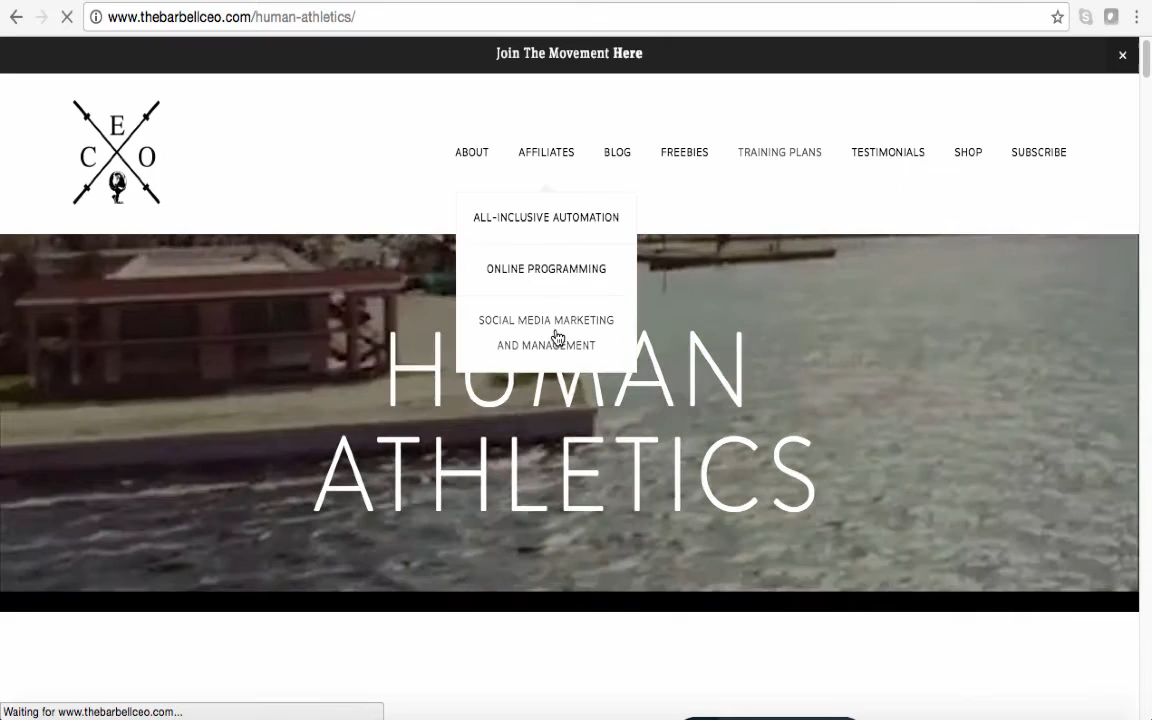 www.thebarbellceo.com/human-athletics/
Join The Movement Here
×
E
C O
ABOUT AFFILIATES BLOG FREEBIES TRAINING PLANS TESTIMONIALS SHOP SUBSCRIBE
ALL-INCLUSIVE AUTOMATION
ONLINE PROGRAMMING
SOCIAL MEDIA MARKETING
AND MANAGEMENT
HUMAN
ATHLETICS
Waiting for www.thebarbellceo.com...